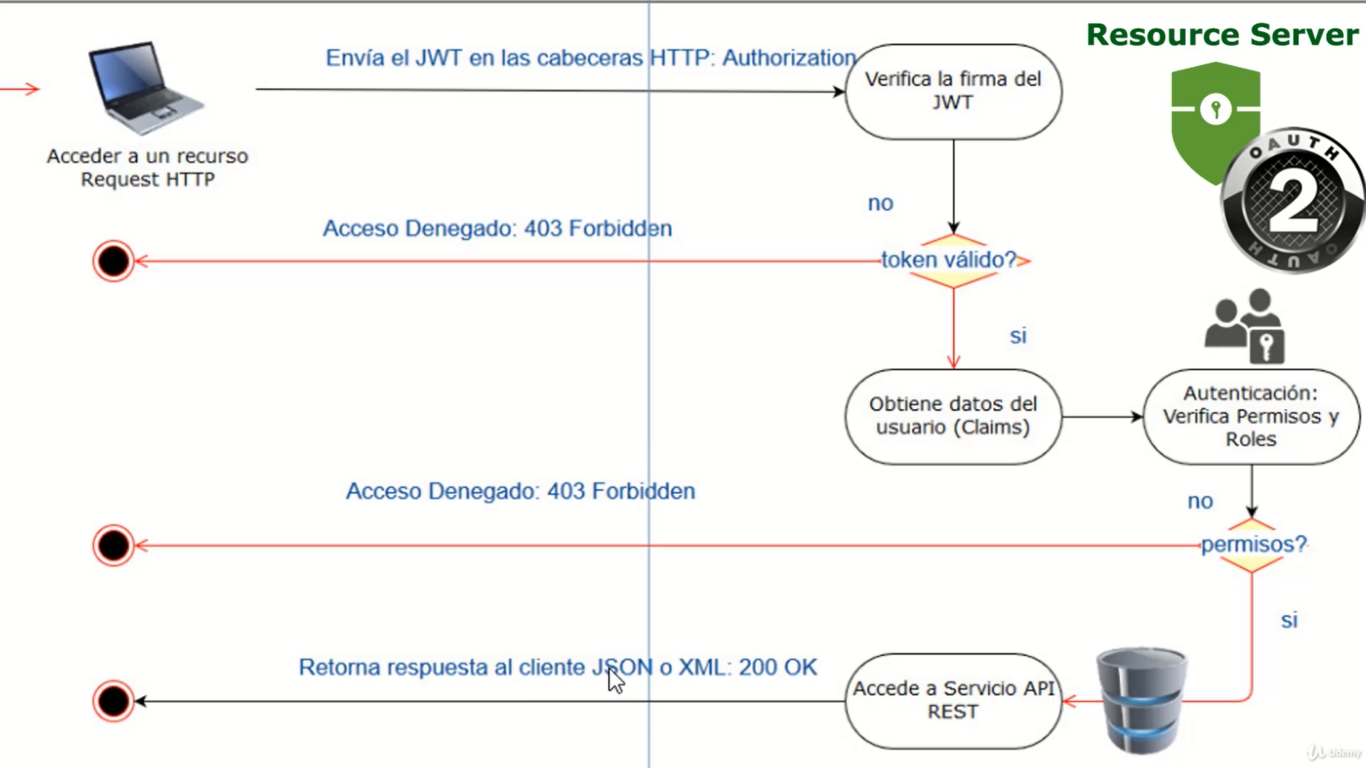 Resource Server
Envía el JWT en las cabeceras HTTP: Authorization
Verifica la firma del
JWT
OAUTH
2
OAUTH
Acceder a un recurso
Request HTTP
no
Acceso Denegado: 403 Forbidden
token válido?
si
Obtiene datos del
usuario (Claims)
Autenticación:
Verifica Permisos y
Roles
Acceso Denegado: 403 Forbidden
no
permisos?
si
Retorna respuesta al cliente JSON o XML: 200 OK
Accede a Servicio API
REST
Udemy